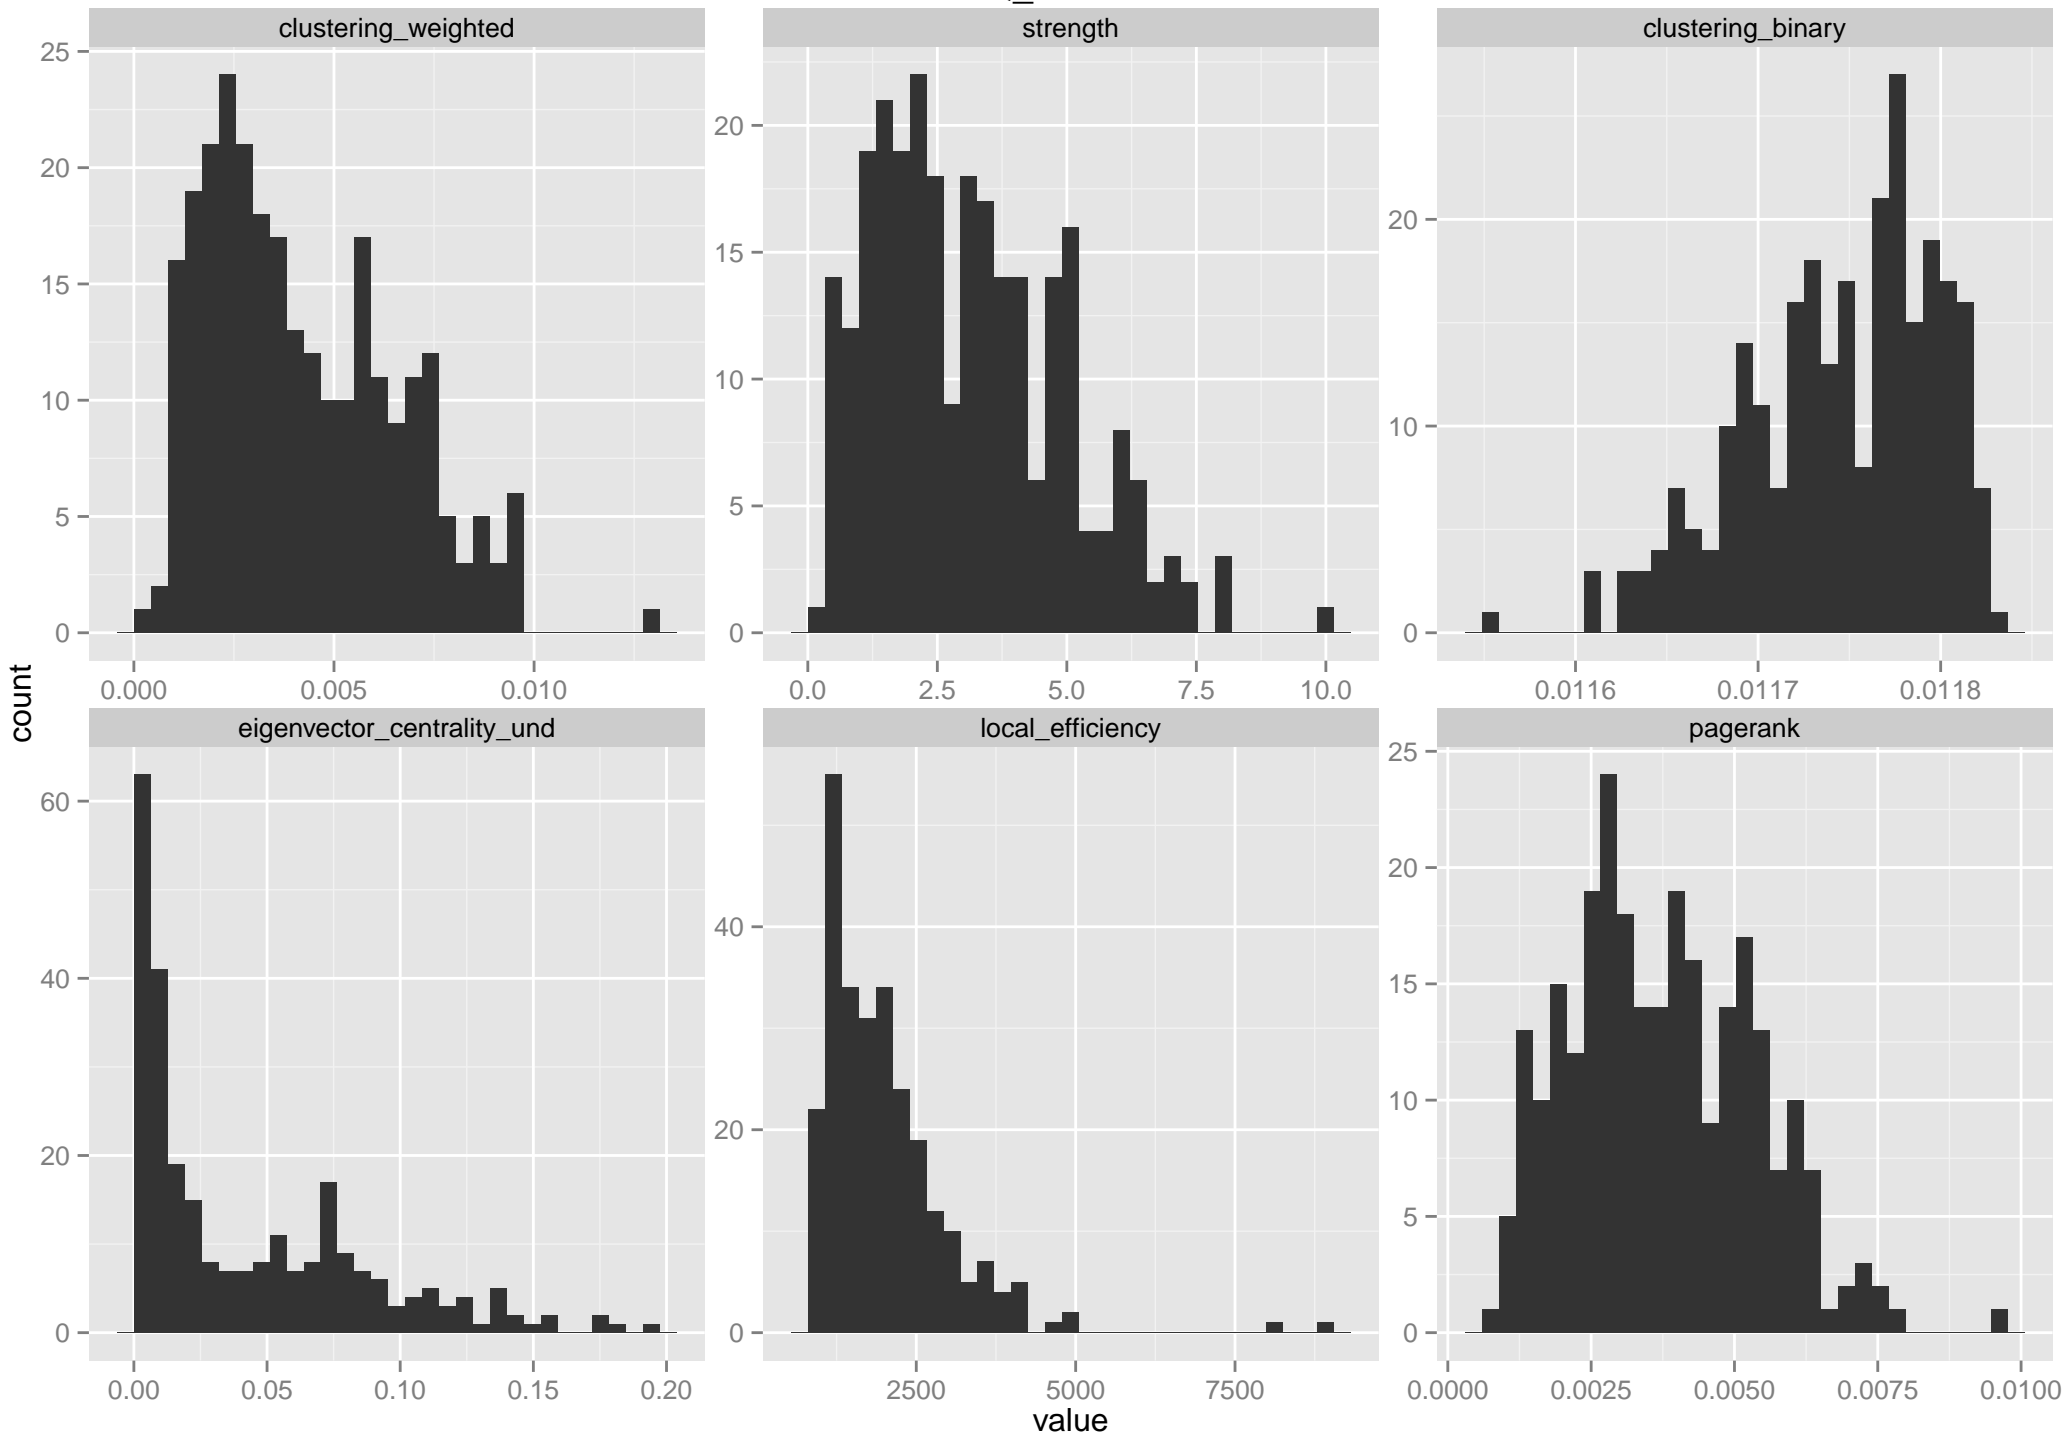 clustering_weighted
strength
clustering_binary
25
20
15
10
5
0
20
15
10
5
0
20
10
0
0.000 0.005 0.010
0.0 2.5 5.0 7.5 10.0
0.0116 0.0117 0.0118
count
eigenvector_centrality_und
local_efficiency
pagerank
60
40
20
0
40
20
0
25
20
15
10
5
0
0.00 0.05 0.10 0.15 0.20
2500 5000 7500
0.0000 0.0025 0.0050 0.0075 0.0100
value